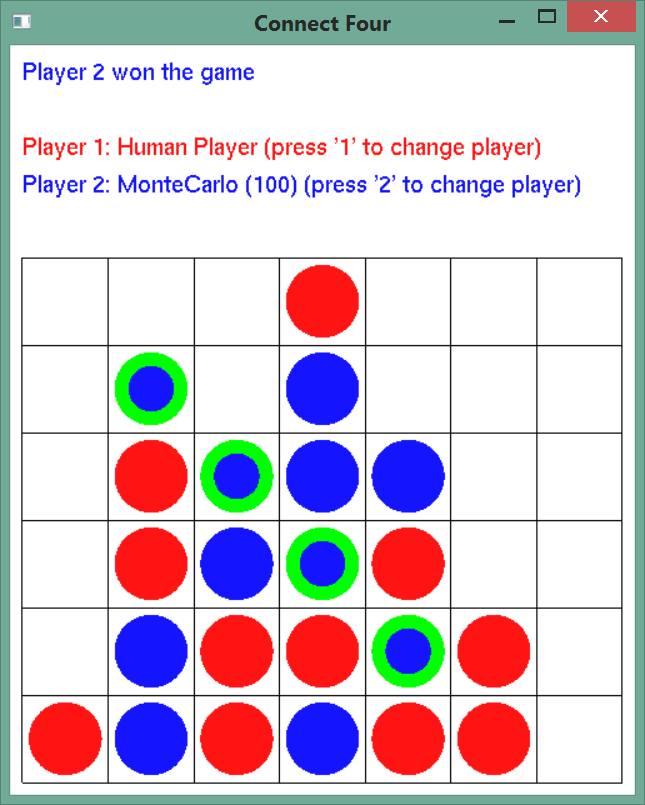 Connect Four
Player 2 won the game
Player 1: Human Player (press '1' to change player)
Player 2: MonteCarlo (100) (press '2' to change player)